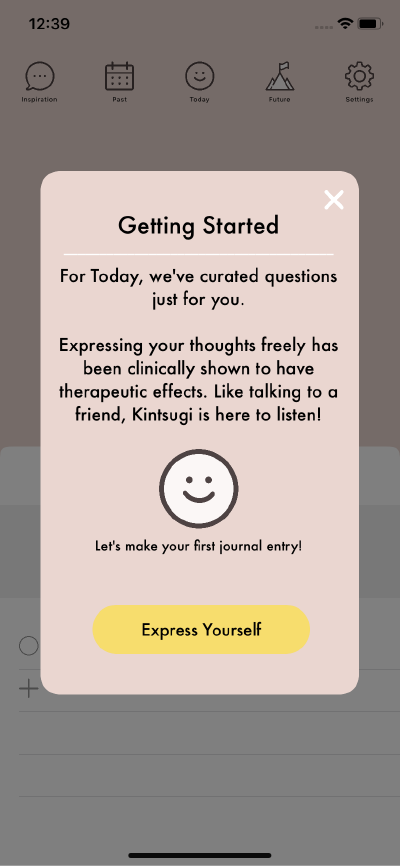 12:39
Inspiration
Past
Today
Future
Settings
Getting Started
For Today, we've curated questions
just for you.
Expressing your thoughts freely has
been clinically shown to have
therapeutic effects. Like talking to a
friend, Kintsugi is here to listen!
Let's make your first journal entry!
Express Yourself